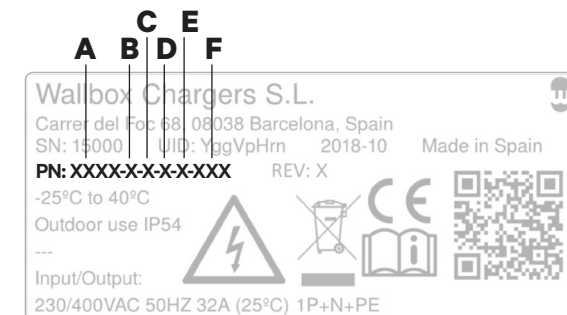 C E
A B D F
Wallbox Chargers S.L.
Carrer del Foc 68, 08038 Barcelona, Spain
SN: 15000 UID: YggVpHrn 2018-10 Made in Spain
PN: XXXX-X-X-X-X-XXX REV: X
-25ºC to 40ºC
Outdoor use IP54
---
Input/Output:
230/400VAC 50HZ 32A (25ºC) 1P+N+PE
CE
i